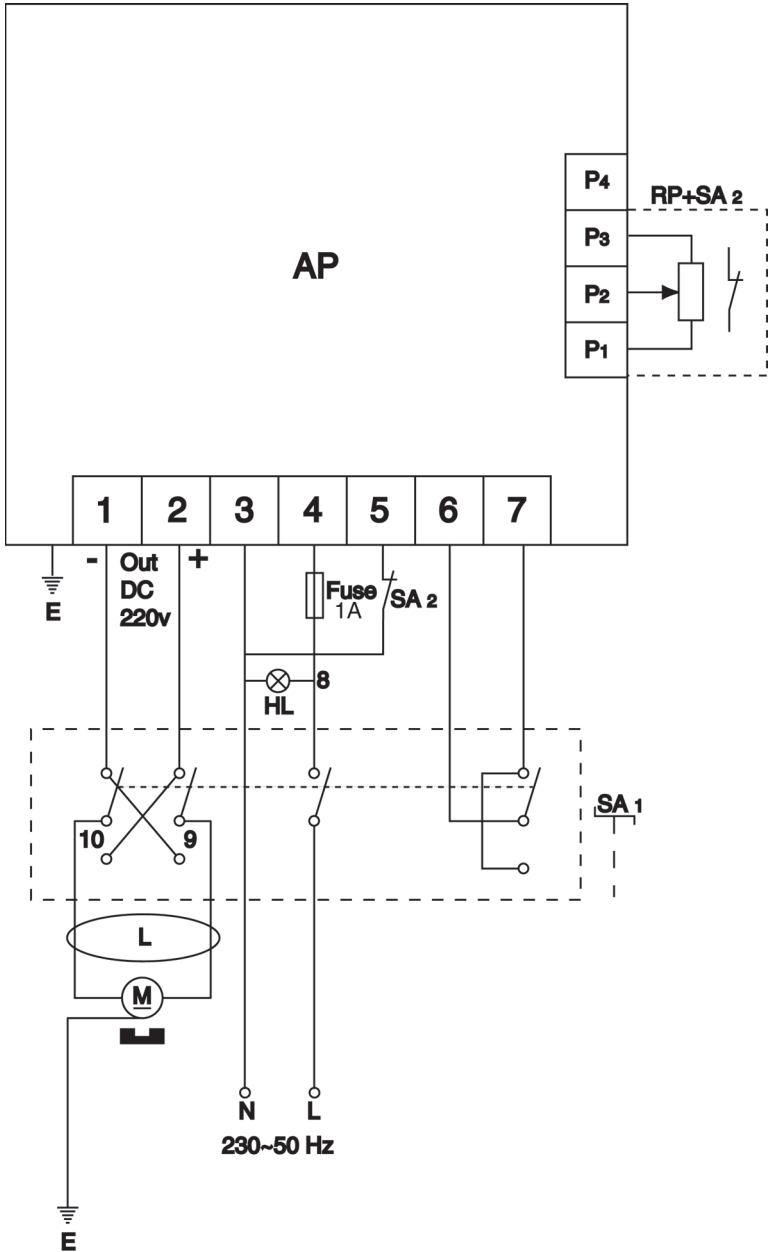 P4
RP+SA 2
P3
AP
P2
P1
1 2 3 4 5 6 7
- Out +
DC
220v
E
Fuse
1A
SA 2
8
HL
SA 1
10 9
L
M
N L
230~50 Hz
E